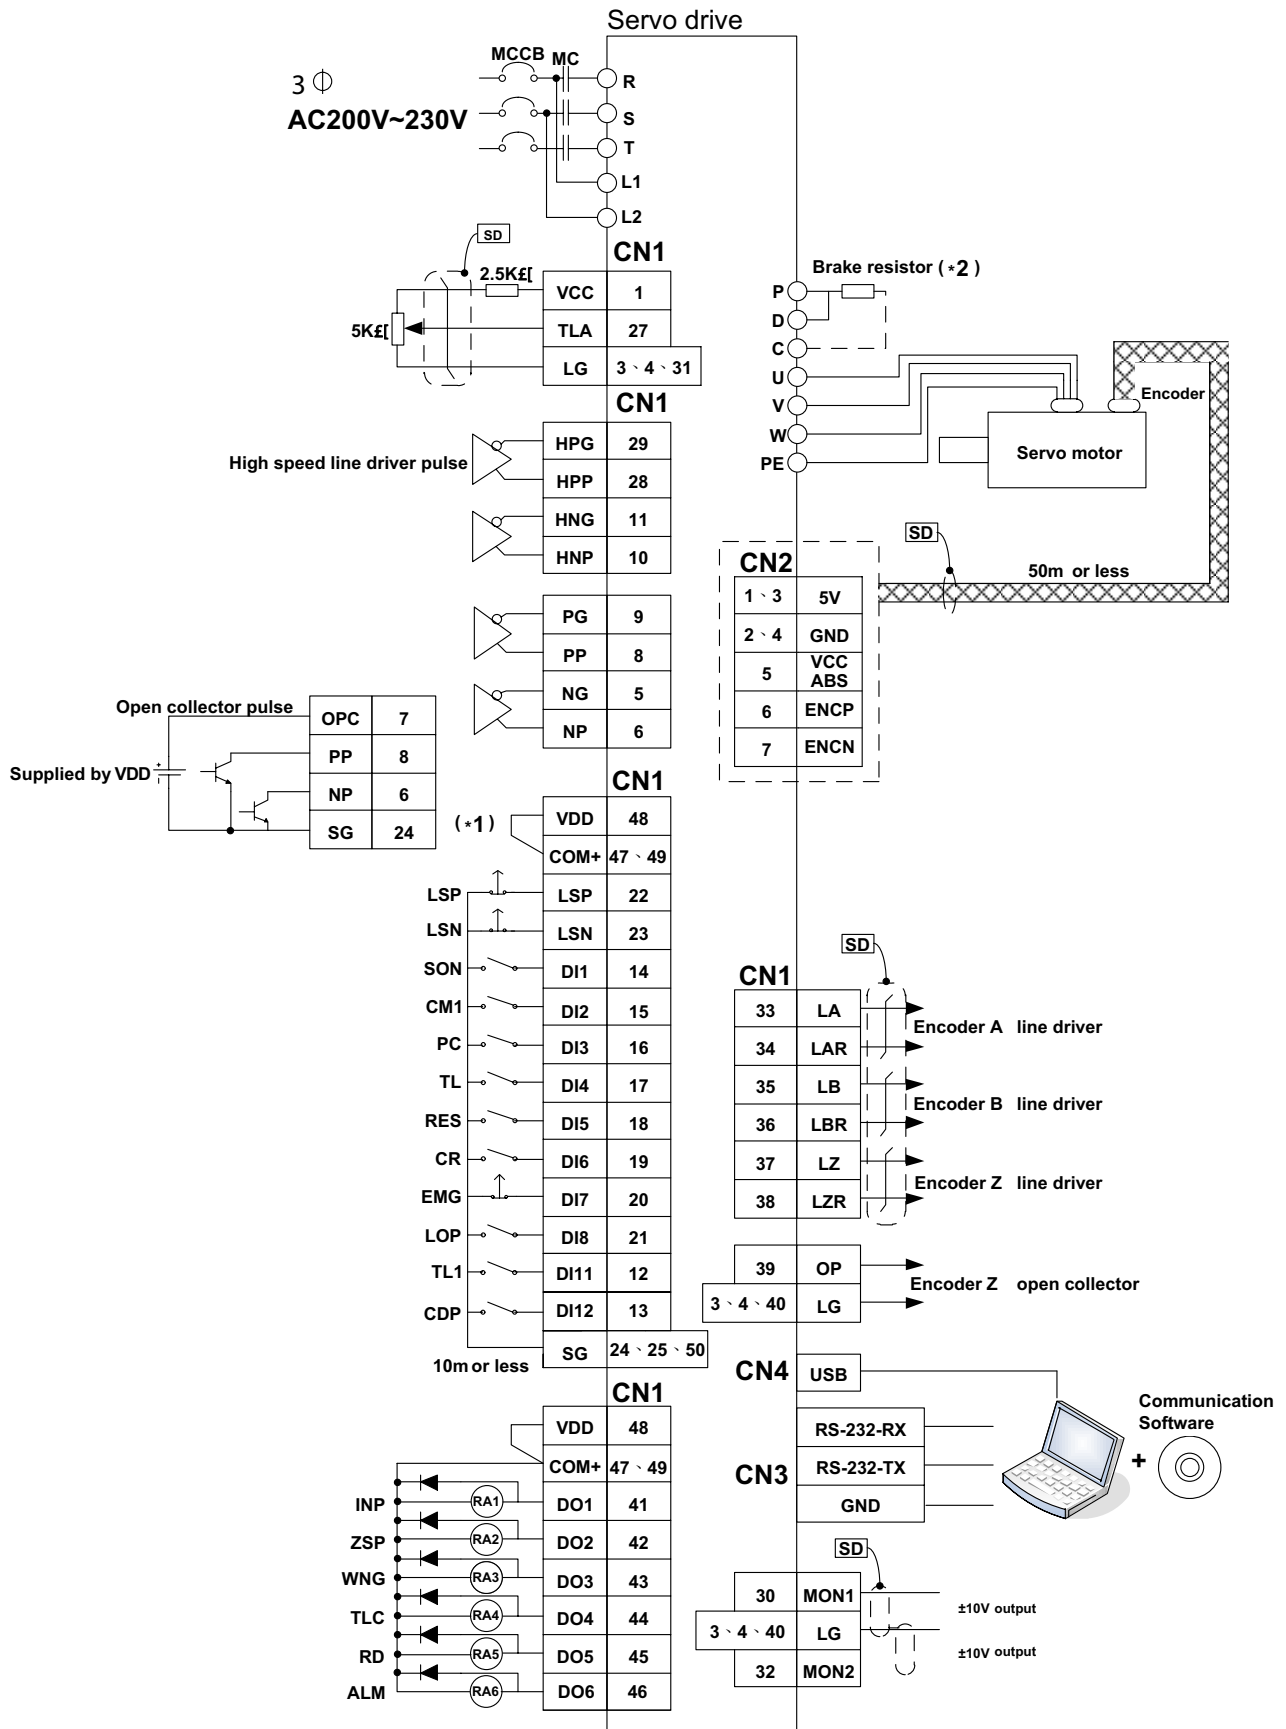 Servo drive
MCCB MC
3 Φ
AC200V~230V
R
S
T
L1
L2
SD
CN1
2.5K£[
5K£[
VCC 1
TLA 27
LG 3、4、31
CN1
High speed line driver pulse
HPG 29
HPP 28
HNG 11
HNP 10
PG 9
PP 8
NG 5
NP 6
Open collector pulse
Supplied by VDD
+
-
OPC 7
PP 8
NP 6
SG 24
CN1
(*1)
VDD 48
COM+ 47、49
LSP LSP 22
LSN LSN 23
SON DI1 14
CM1 DI2 15
PC DI3 16
TL DI4 17
RES DI5 18
CR DI6 19
EMG DI7 20
LOP DI8 21
TL1 DI11 12
CDP DI12 13
SG 24、25、50
10m or less
CN1
VDD 48
COM+ 47、49
INP RA1 DO1 41
ZSP RA2 DO2 42
WNG RA3 DO3 43
TLC RA4 DO4 44
RD RA5 DO5 45
ALM RA6 DO6 46
Brake resistor (*2)
P
D
C
U
V
W
PE
Encoder
Servo motor
SD
50m or less
CN2
1、3 5V
2、4 GND
5 VCC ABS
6 ENCP
7 ENCN
SD
CN1
33 LA
34 LAR
Encoder A line driver
35 LB
36 LBR
Encoder B line driver
37 LZ
38 LZR
Encoder Z line driver
39 OP
3、4、40 LG
Encoder Z open collector
CN4 USB
CN3
RS-232-RX
RS-232-TX
GND
Communication
Software
+
SD
30 MON1
3、4、40 LG
32 MON2
±10V output
±10V output